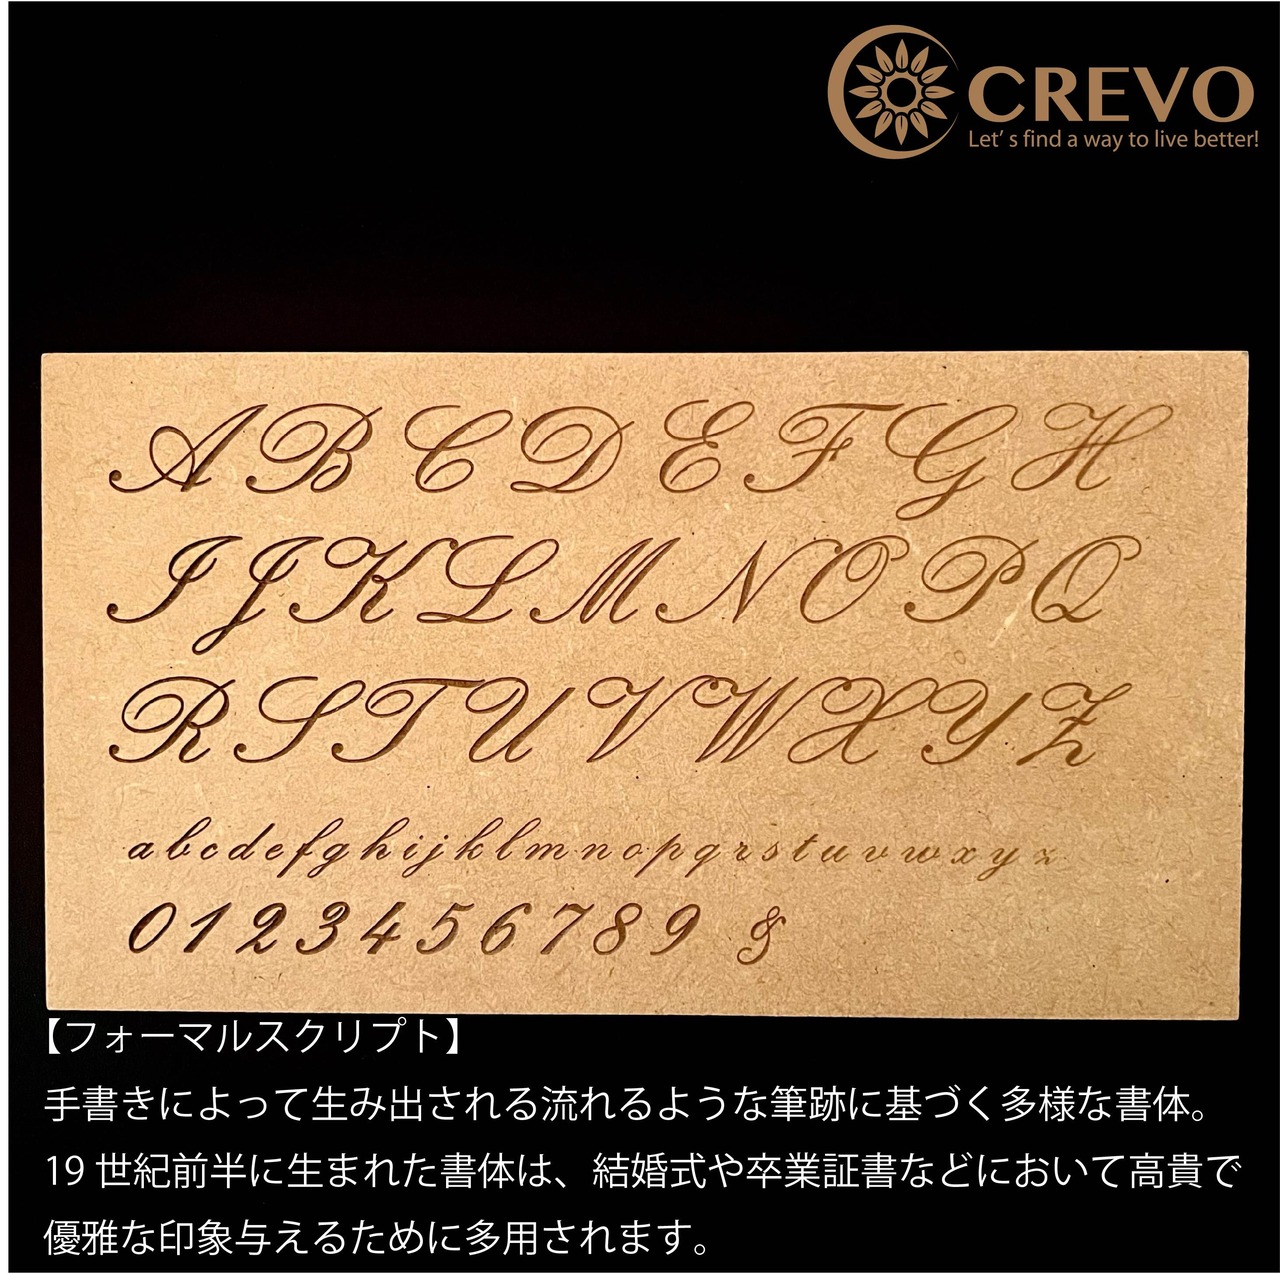 CREVO
Let’s find a way to live better!
A B C D E F G H
I J K L M N O P Q
R S T U V W X Y Z
a b c d e f g h i j k l m n o p q r s t u v w x y z
0 1 2 3 4 5 6 7 8 9 &
【フォーマルスクリプト】
手書きによって生み出される流れるような筆跡に基づく多様な書体。
19 世紀前半に生まれた書体は、結婚式や卒業証書などにおいて高貴で
優雅な印象与えるために多用されます。